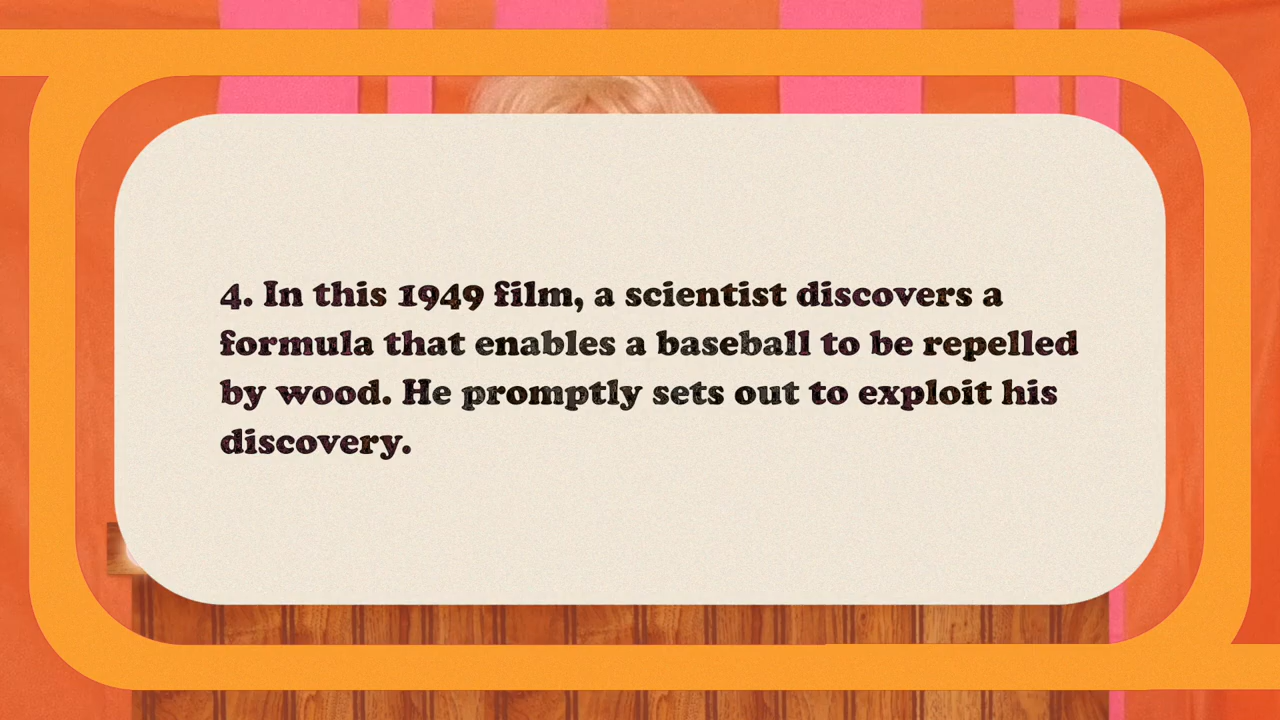 4. In this 1949 film, a scientist discovers a
formula that enables a baseball to be repelled
by wood. He promptly sets out to exploit his
discovery.